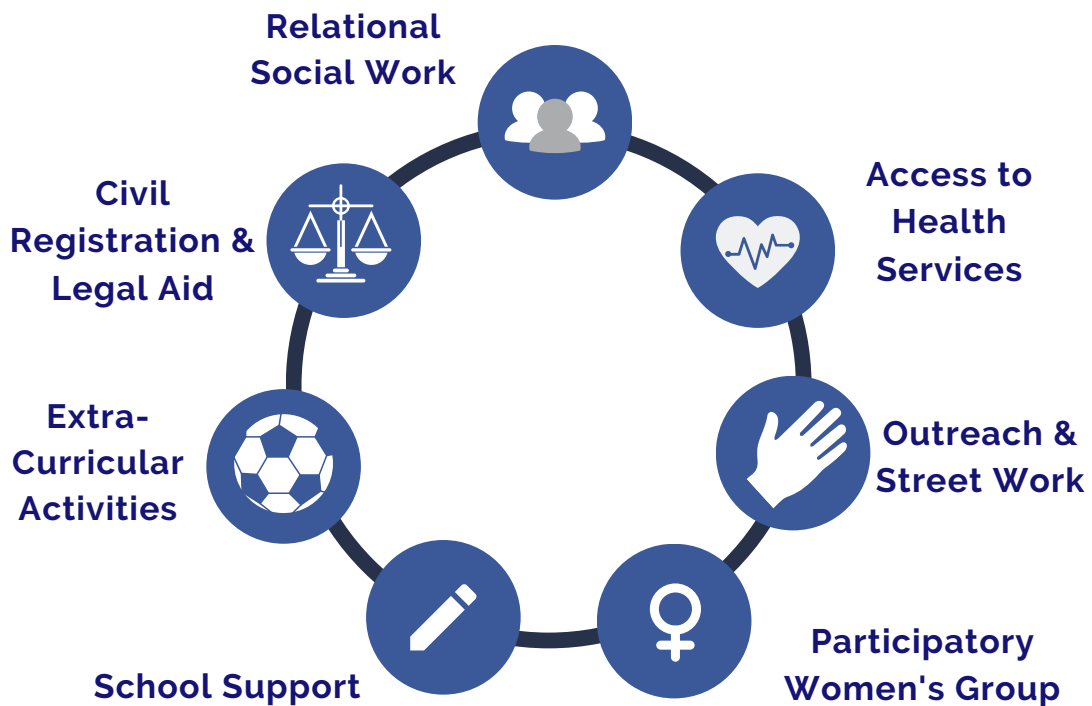 Relational
Social Work
Access to
Health
Services
Outreach &
Street Work
Participatory
Women's Group
School Support
Extra-
Curricular
Activities
Civil
Registration &
Legal Aid